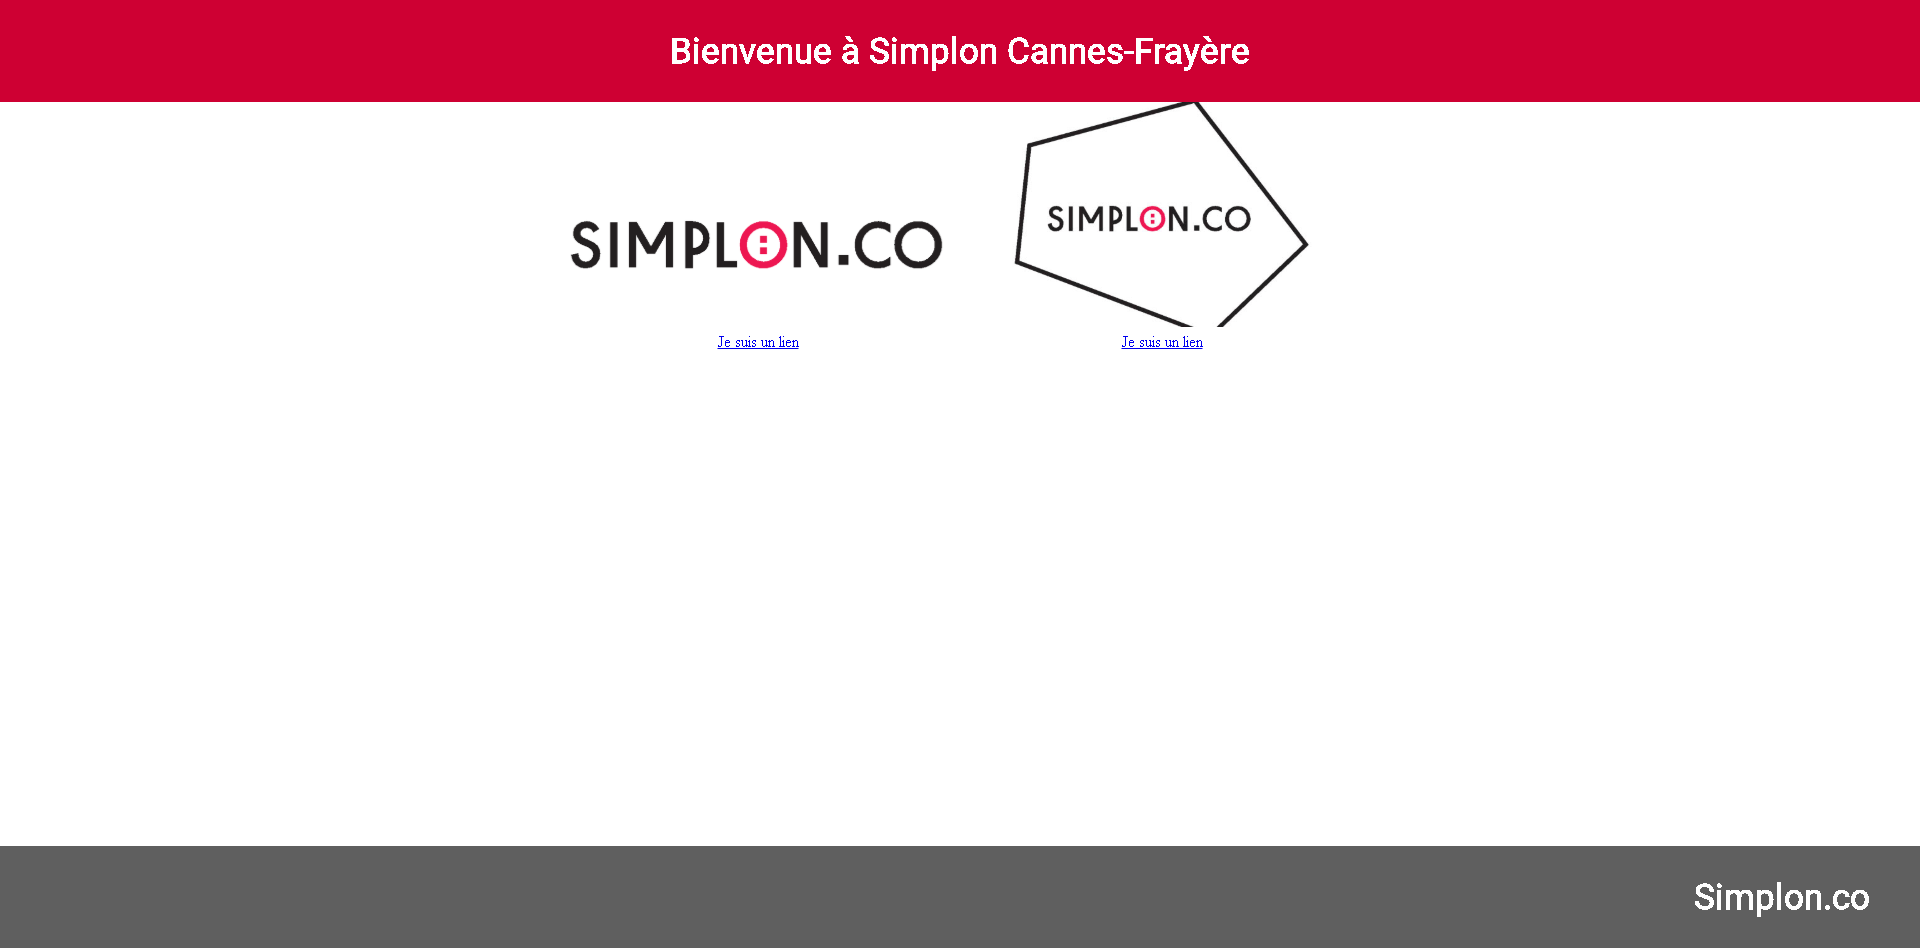 Bienvenue à Simplon Cannes-Frayère
SIMPLON.CO
SIMPLON.CO
Je suis un lien
Je suis un lien
Simplon.co